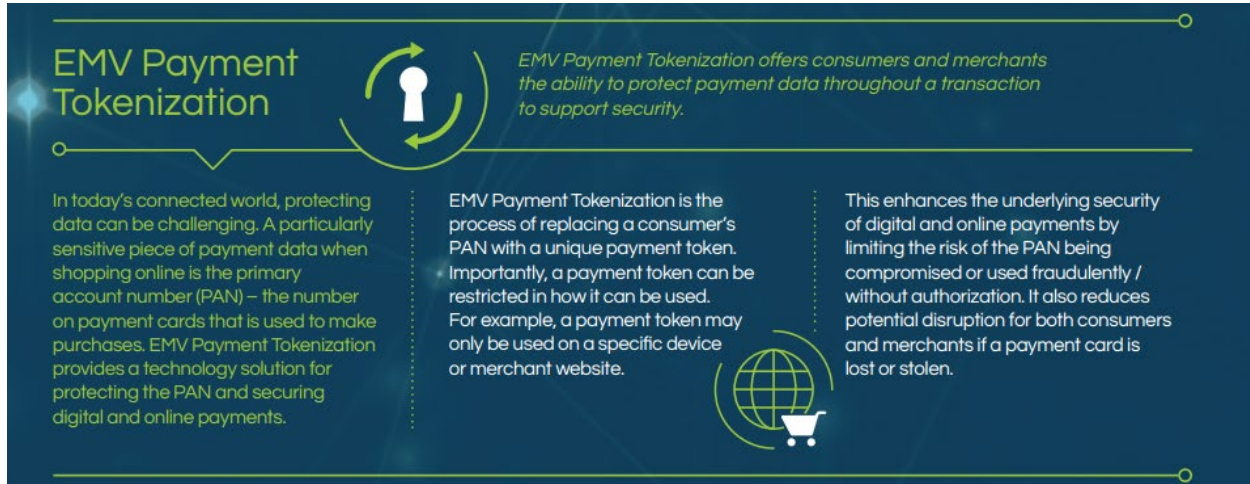 EMV Payment
Tokenization
EMV Payment Tokenization offers consumers and merchants
the ability to protect payment data throughout a transaction
to support security.
In today's connected world, protecting
data can be challenging. A particularly
sensitive piece of payment data when
shopping online is the primary
account number (PAN) – the number
on payment cards that is used to make
purchases. EMV Payment Tokenization
provides a technology solution for
protecting the PAN and securing
digital and online payments.
EMV Payment Tokenization is the
process of replacing a consumer's
PAN with a unique payment token.
Importantly, a payment token can be
restricted in how it can be used.
For example, a payment token may
only be used on a specific device
or merchant website.
This enhances the underlying security
of digital and online payments by
limiting the risk of the PAN being
compromised or used fraudulently /
without authorization. It also reduces
potential disruption for both consumers
and merchants if a payment card is
lost or stolen.